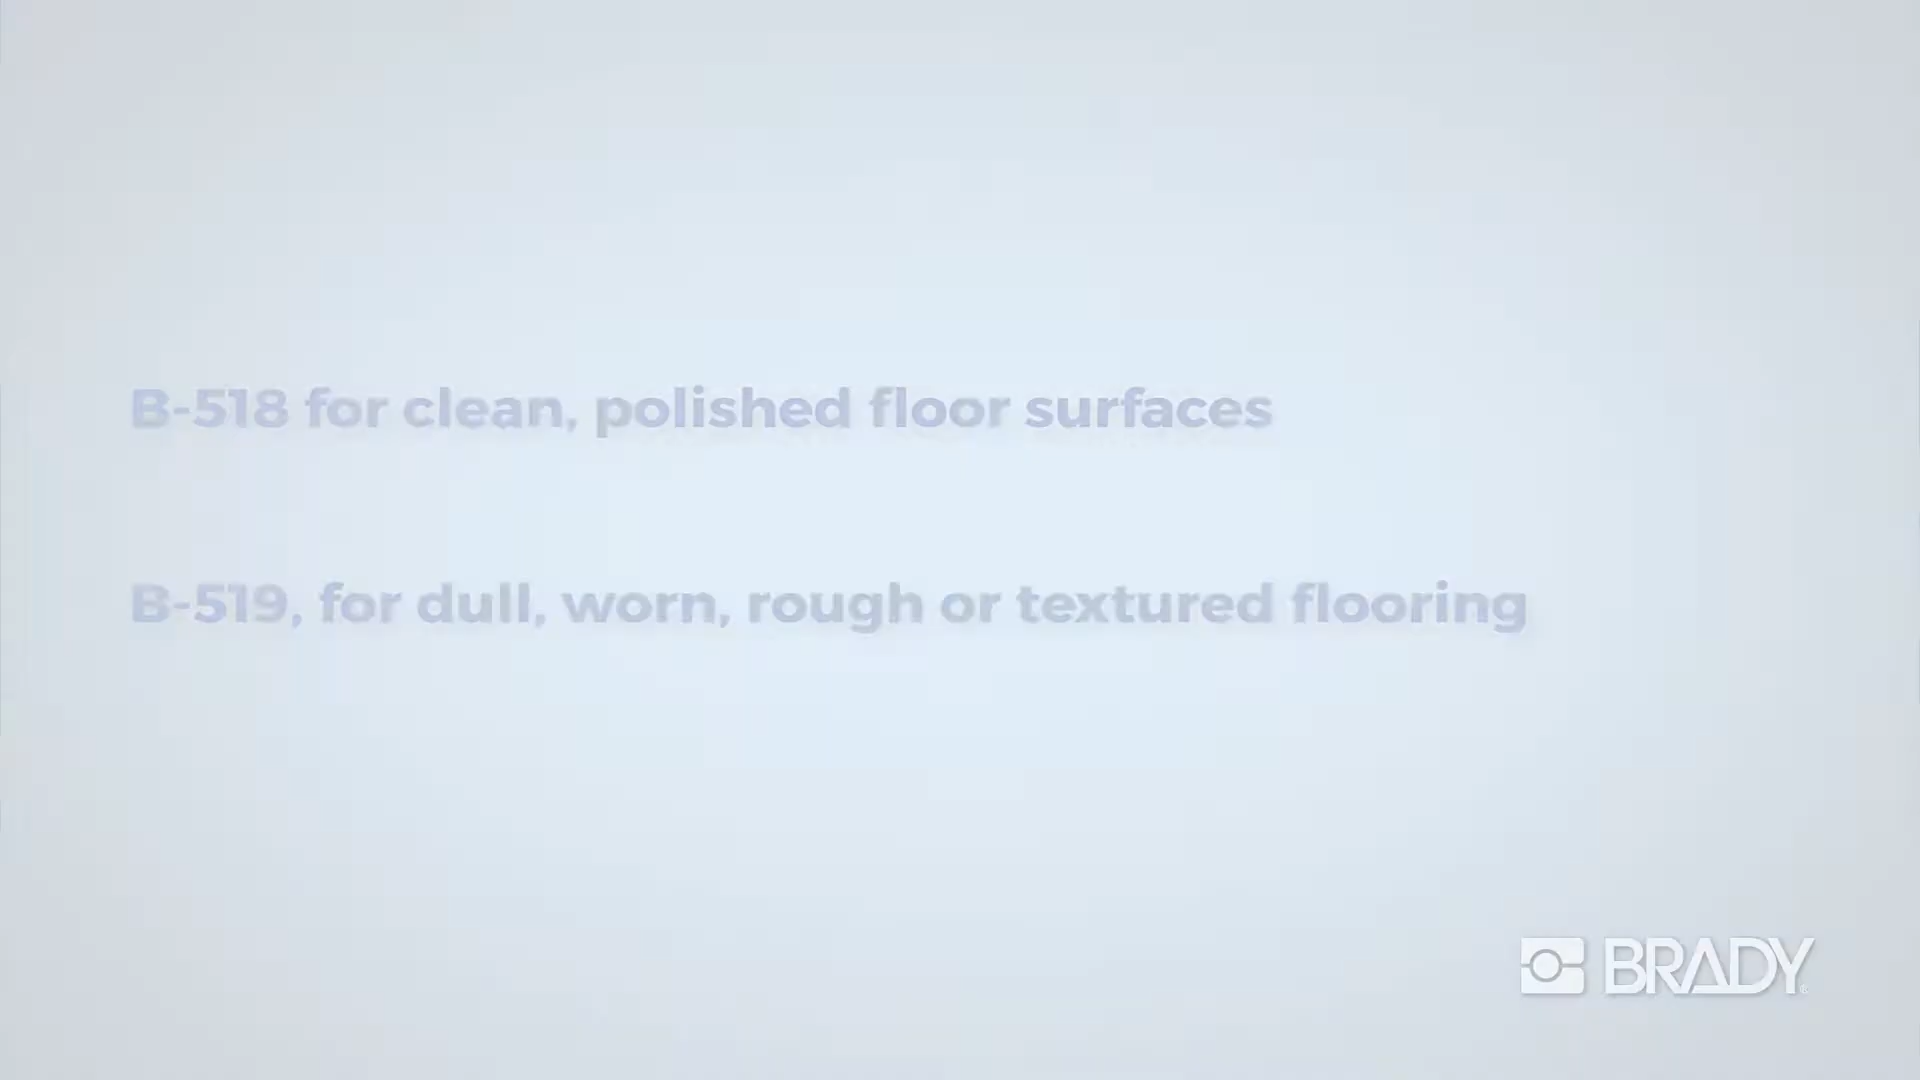 B-518 for clean, polished floor surfaces
B-519, for dull, worn, rough or textured flooring
BRADY